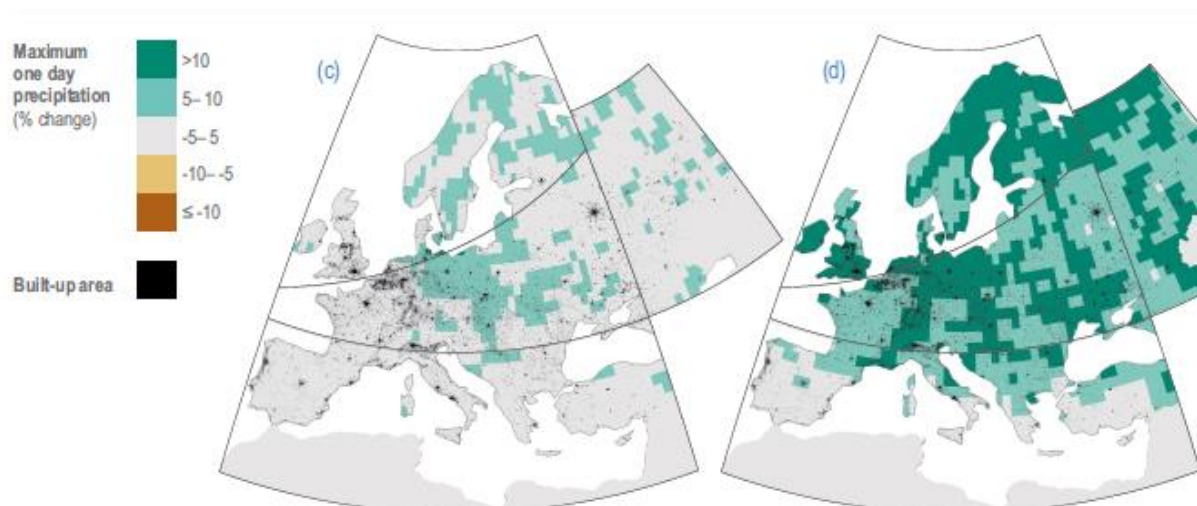 Maximum
one day
precipitation
(% change)
>10
5– 10
-5– 5
-10– -5
≤ -10
Built-up area
(c)
(d)